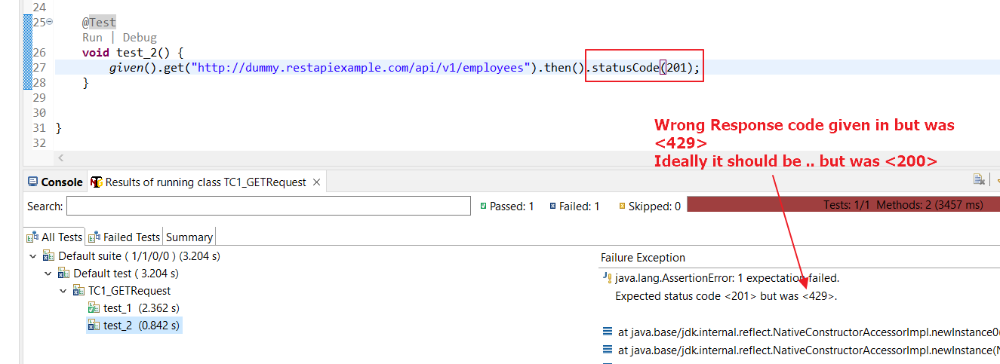 24
25 @Test
Run | Debug
26 void test_2() {
27 given().get("http://dummy.restapiexample.com/api/v1/employees").then().statusCode(201);
28 }
29
30
31 }
32
Wrong Response code given in but was
<429>
Ideally it should be .. but was <200>
Console Results of running class TC1_GETRequest
Search: Passed: 1 Failed: 1 Skipped: 0 Tests: 1/1 Methods: 2 (3457 ms)
All Tests Failed Tests Summary
Default suite ( 1/1/0/0 ) (3.204 s)
Default test ( 3.204 s)
TC1_GETRequest
test_1 (2.362 s)
test_2 (0.842 s)
Failure Exception
java.lang.AssertionError: 1 expectation failed.
Expected status code <201> but was <429>.
at java.base/jdk.internal.reflect.NativeConstructorAccessorImpl.newInstance0
at java.base/jdk.internal.reflect.NativeConstructorAccessorImpl.newInstance(